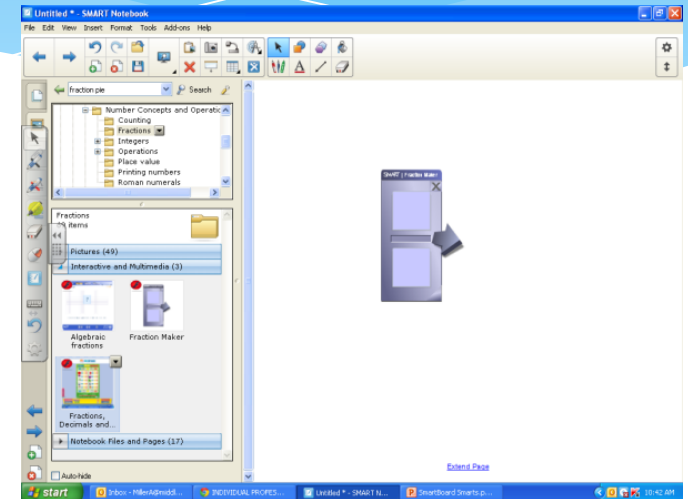 Untitled * - SMART Notebook
File Edit View Insert Format Tools Add-ons Help
fraction pie
Search
Number Concepts and Operatic
Counting
Fractions
Integers
Operations
Place value
Printing numbers
Roman numerals
Fractions
items
Pictures (49)
Interactive and Multimedia (3)
Algebraic
fractions
Fraction Maker
Fractions,
Decimals and...
Notebook Files and Pages (17)
Auto-hide
SMART | Fraction Maker
Extend Page
start
Inbox - MillerA@middl...
INDIVIDUAL PROFES...
Untitled * - SMART N...
SmartBoard Smarts.p...
10:42 AM